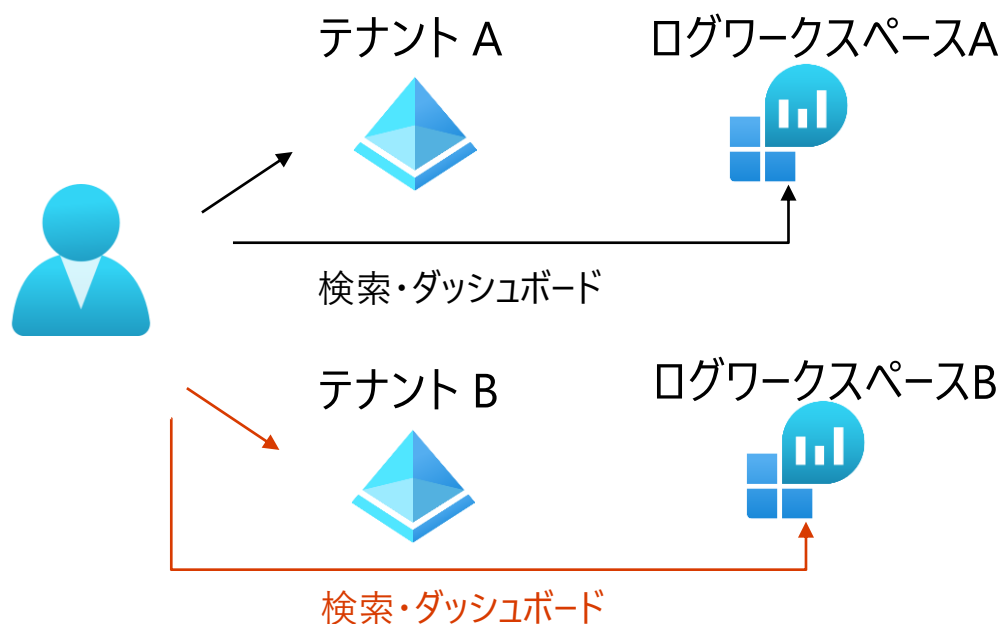 テナント A
ログワークスペースA
検索・ダッシュボード
テナント B
ログワークスペースB
検索・ダッシュボード